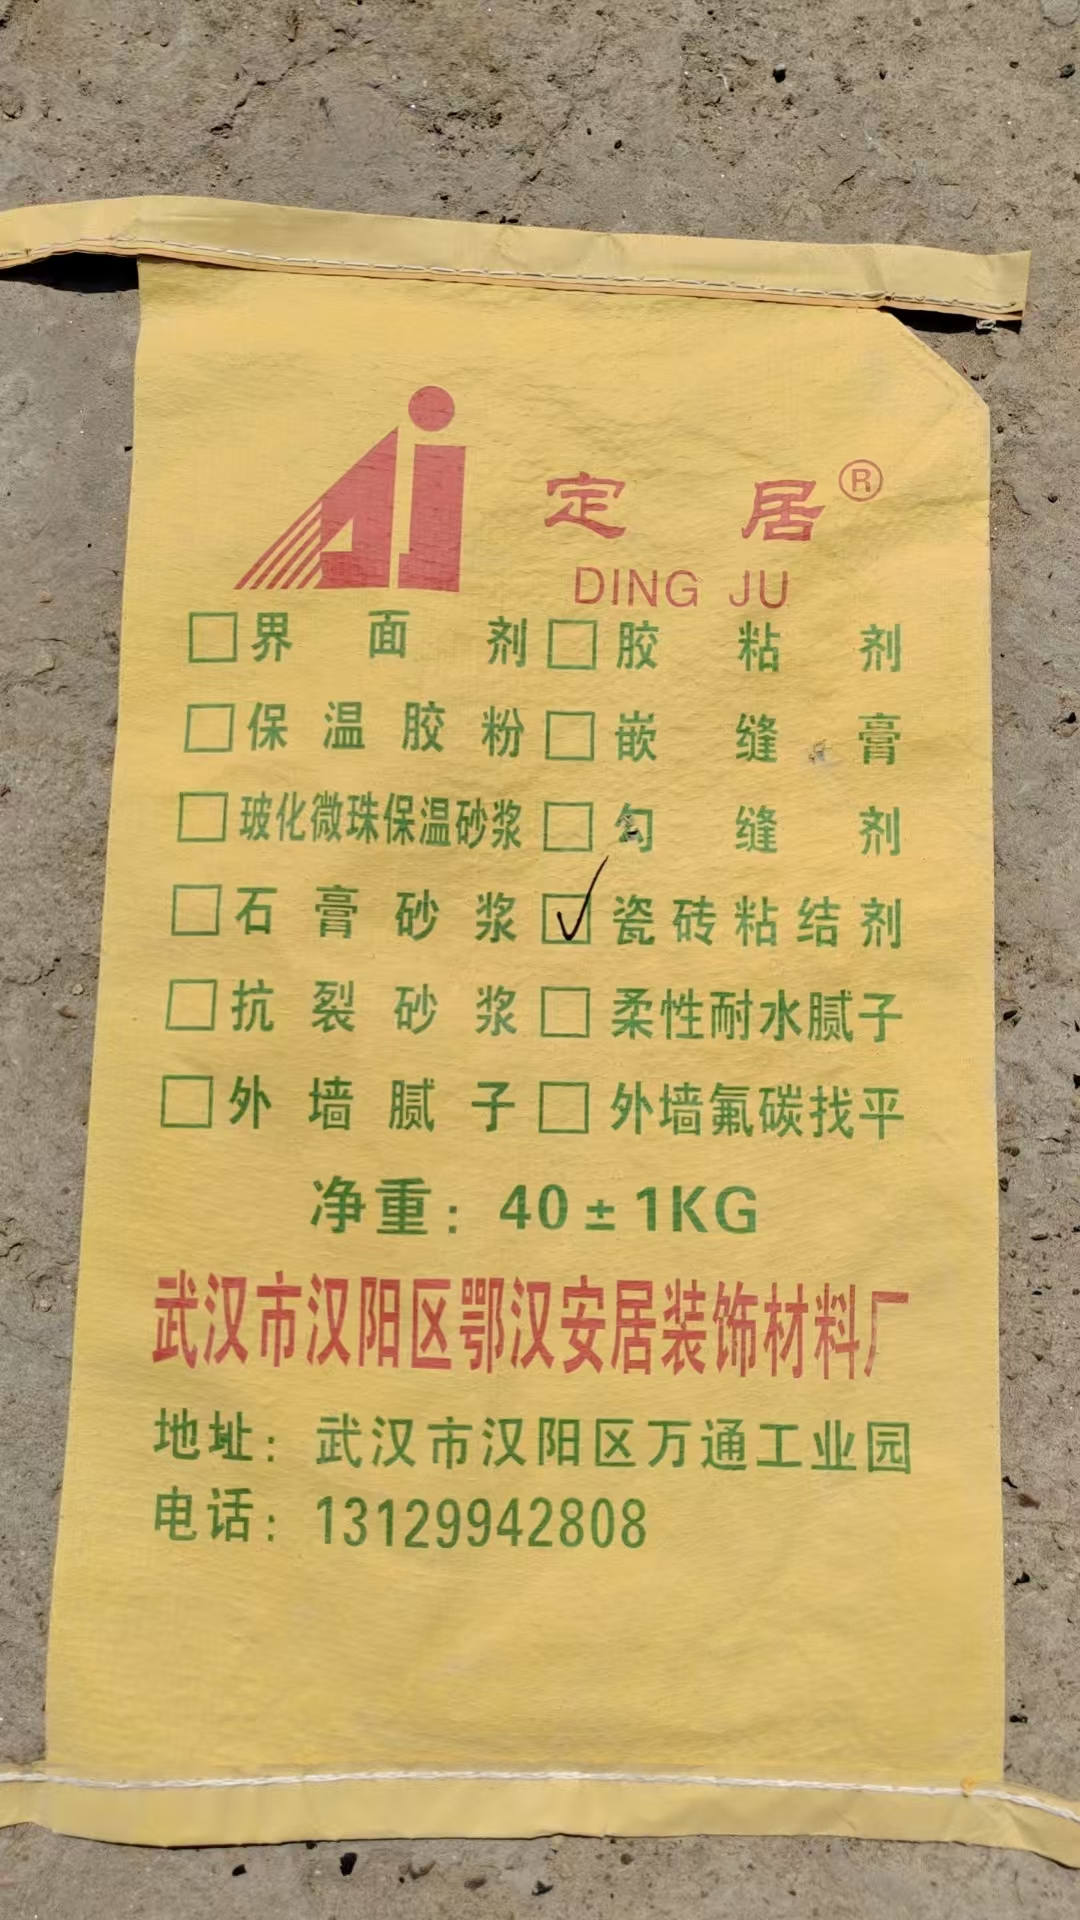 定居®
DING JU
□界面剂 □胶粘剂
□保温胶粉 □嵌缝膏
□玻化微珠保温砂浆 □勾缝剂
□石膏砂浆 ☑瓷砖粘结剂
□抗裂砂浆 □柔性耐水腻子
□外墙腻子 □外墙氟碳找平
净重：40±1KG
武汉市汉阳区鄂汉安居装饰材料厂
地址：武汉市汉阳区万通工业园
电话：13129942808